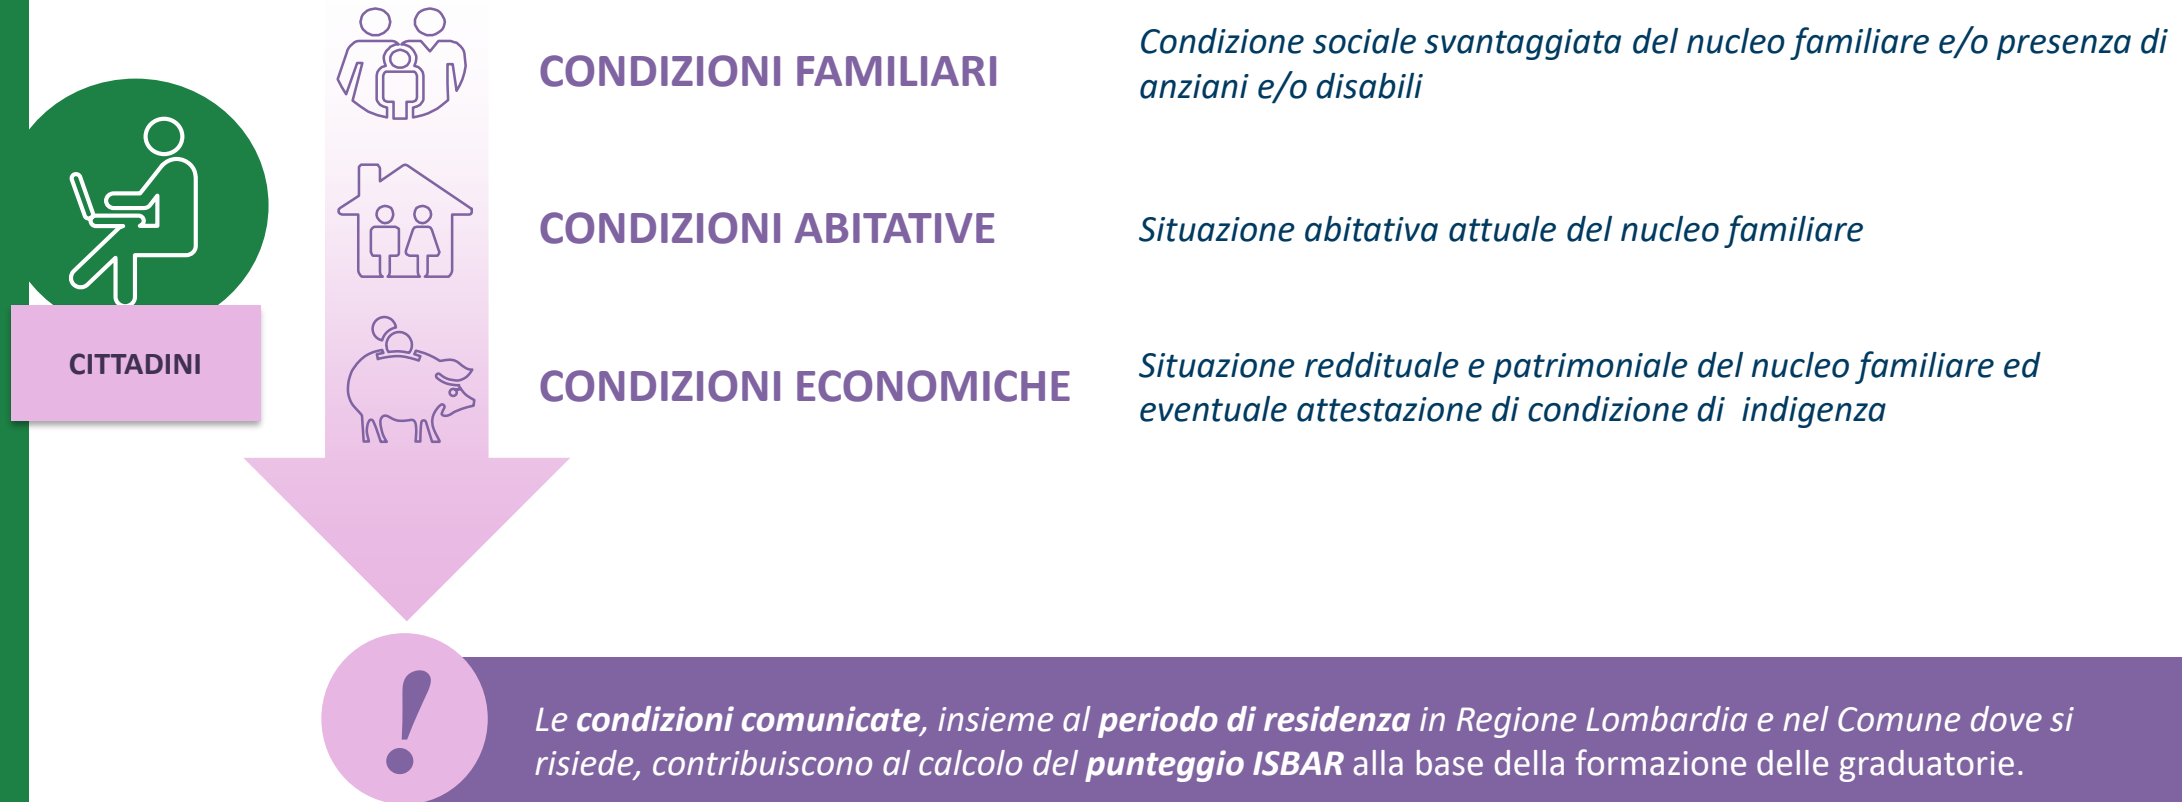 CONDIZIONI FAMILIARI
Condizione sociale svantaggiata del nucleo familiare e/o presenza di
anziani e/o disabili
CONDIZIONI ABITATIVE
Situazione abitativa attuale del nucleo familiare
CITTADINI
CONDIZIONI ECONOMICHE
Situazione reddituale e patrimoniale del nucleo familiare ed
eventuale attestazione di condizione di indigenza
!
Le condizioni comunicate, insieme al periodo di residenza in Regione Lombardia e nel Comune dove si
risiede, contribuiscono al calcolo del punteggio ISBAR alla base della formazione delle graduatorie.